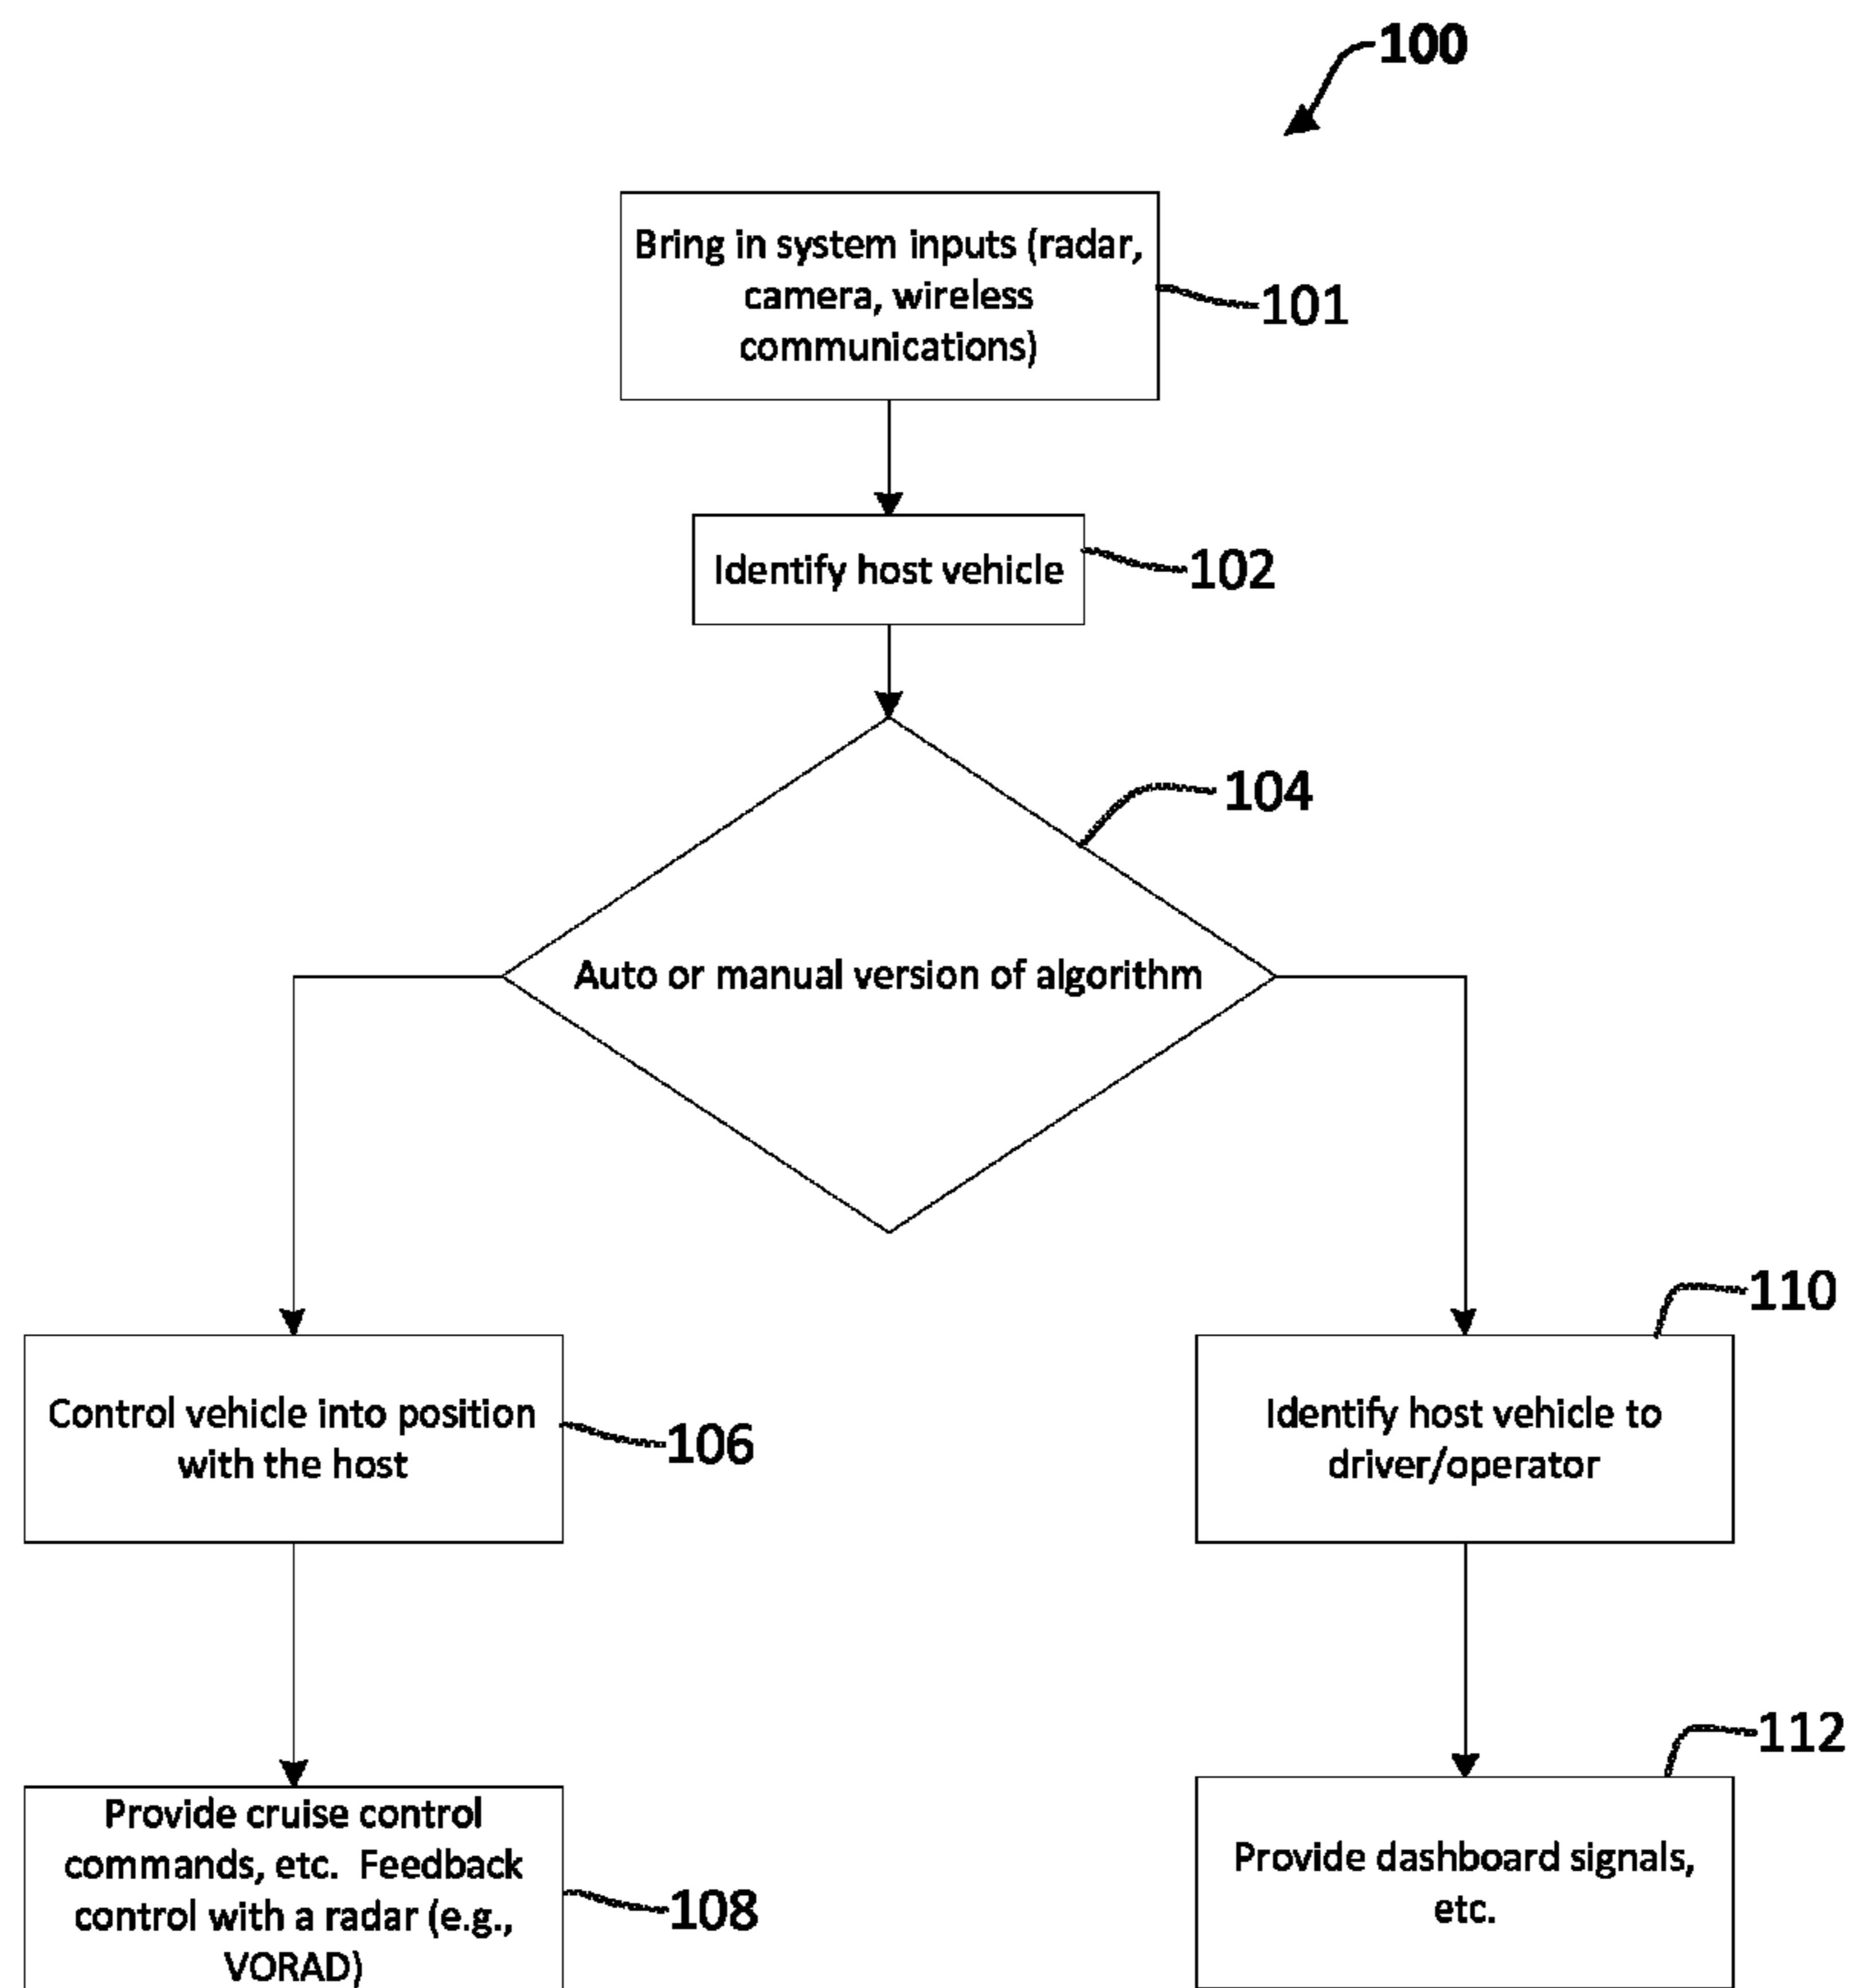 100
Bring in system inputs (radar,
camera, wireless
communications)
101
Identify host vehicle
102
104
Auto or manual version of algorithm
110
Control vehicle into position
with the host
106
Identify host vehicle to
driver/operator
112
Provide cruise control
commands, etc. Feedback
control with a radar (e.g.,
VORAD)
108
Provide dashboard signals,
etc.